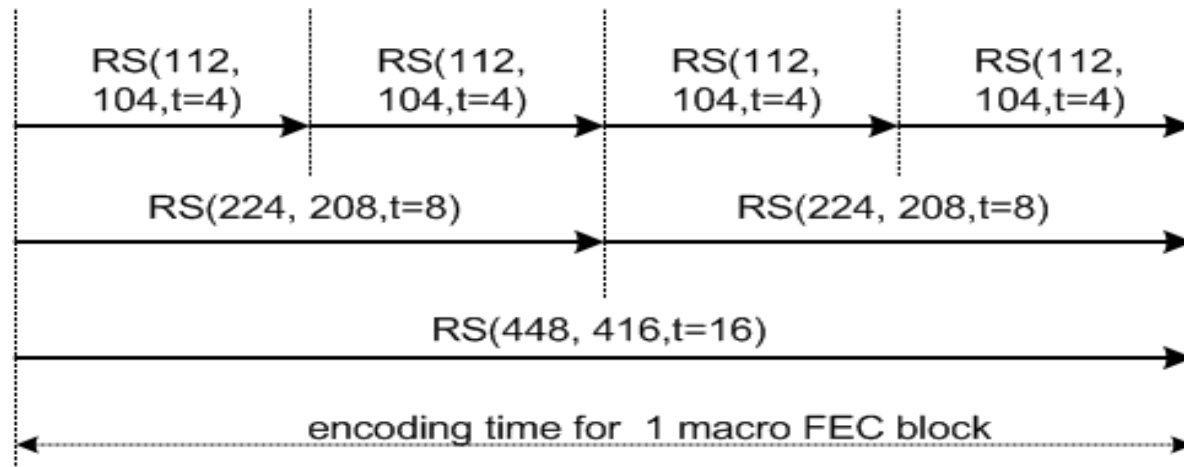 RS(112,
104,t=4)
RS(112,
104,t=4)
RS(112,
104,t=4)
RS(112,
104,t=4)
RS(224, 208,t=8)
RS(224, 208,t=8)
RS(448, 416,t=16)
encoding time for 1 macro FEC block